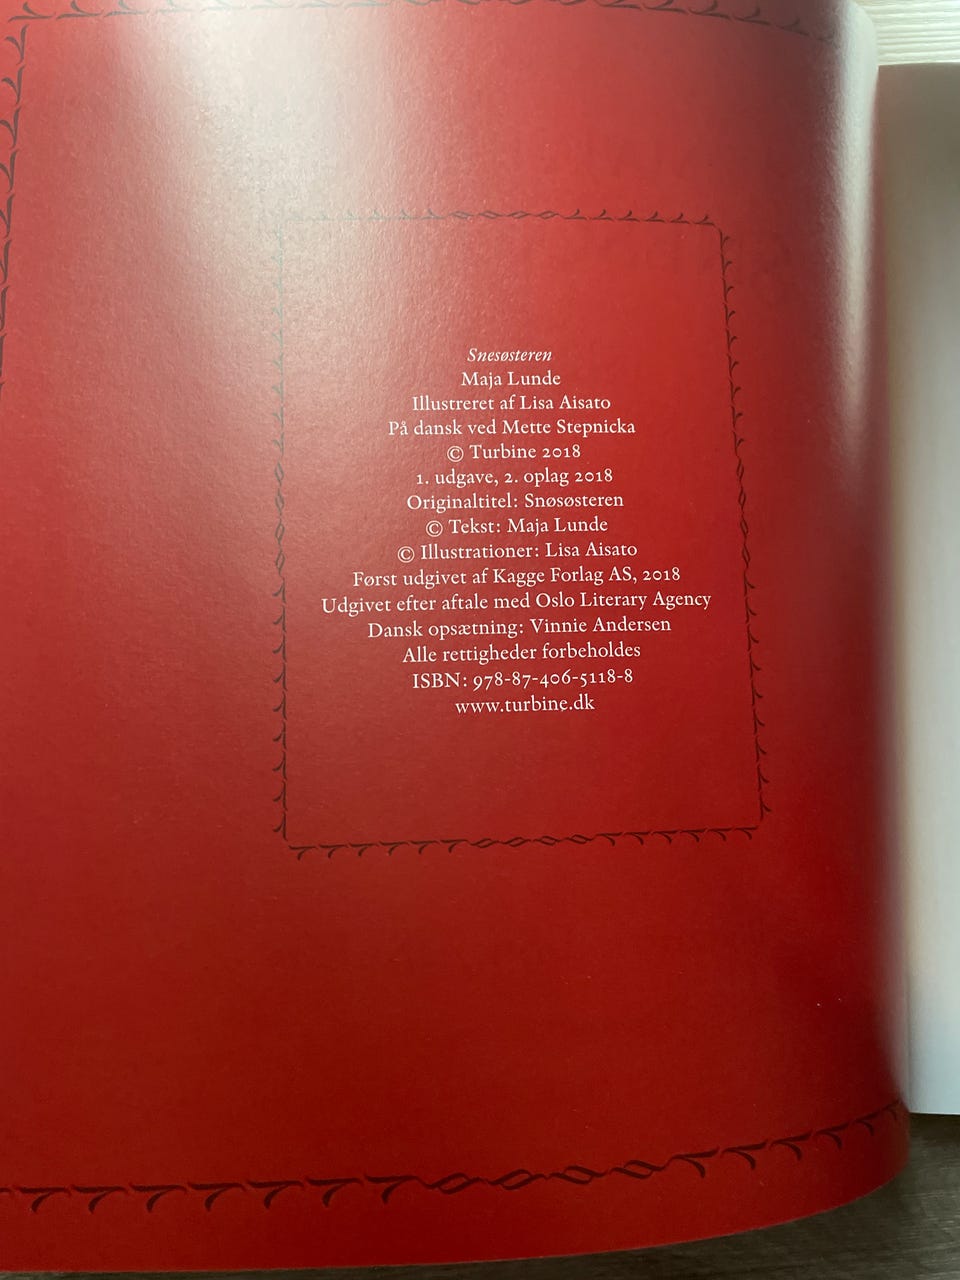 Snesøsteren
Maja Lunde
Illustreret af Lisa Aisato
På dansk ved Mette Stepnicka
© Turbine 2018
1. udgave, 2. oplag 2018
Originaltitel: Snøsøsteren
© Tekst: Maja Lunde
© Illustrationer: Lisa Aisato
Først udgivet af Kagge Forlag AS, 2018
Udgivet efter aftale med Oslo Literary Agency
Dansk opsætning: Vinnie Andersen
Alle rettigheder forbeholdes
ISBN: 978-87-406-5118-8
www.turbine.dk